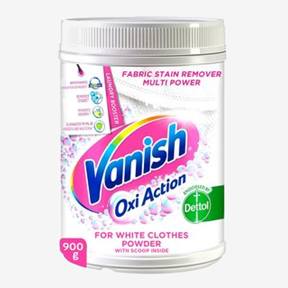 FABRIC STAIN REMOVER
MULTI POWER
LAUNDRY BOOSTER
Vanish
Oxi Action
ENDORSED BY
Dettol
FOR WHITE CLOTHES
POWDER
WITH SCOOP INSIDE
900
g